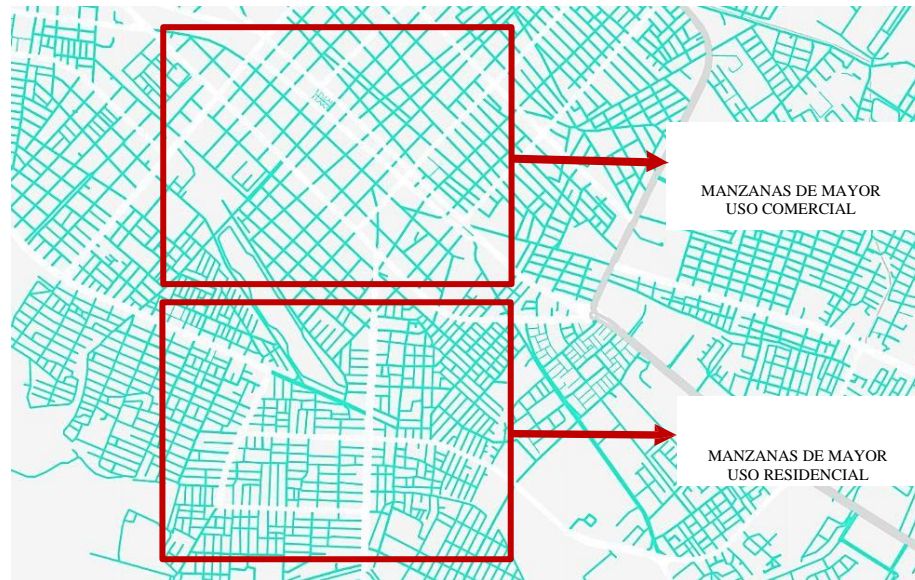 MANZANAS DE MAYOR
USO COMERCIAL
MANZANAS DE MAYOR
USO RESIDENCIAL